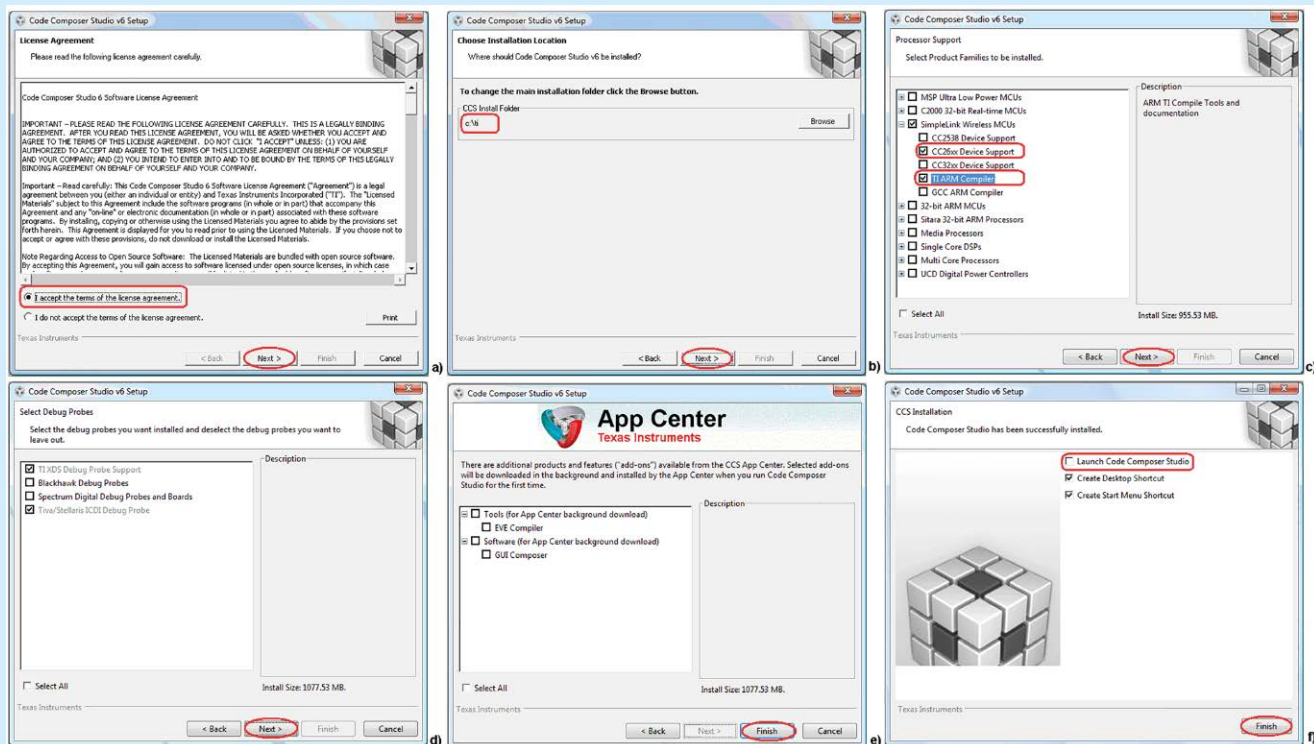 Code Composer Studio v6 Setup
License Agreement
Please read the following license agreement carefully.
Code Composer Studio 6 Software License Agreement
IMPORTANT – PLEASE READ THE FOLLOWING LICENSE AGREEMENT CAREFULLY. THIS IS A LEGALLY BINDING
AGREEMENT. AFTER YOU READ THIS LICENSE AGREEMENT, YOU WILL BE ASKED WHETHER YOU ACCEPT AND
AGREE TO THE TERMS OF THIS LICENSE AGREEMENT. DO NOT CLICK "I ACCEPT" UNLESS: (1) YOU ARE
AUTHORIZED TO ACCEPT AND AGREE TO THE TERMS OF THIS LICENSE AGREEMENT ON BEHALF OF YOURSELF
AND YOUR COMPANY; AND (2) YOU INTEND TO ENTER INTO AND TO BE BOUND BY THE TERMS OF THIS LEGALLY
BINDING AGREEMENT ON BEHALF OF YOURSELF AND YOUR COMPANY.
Important – Read carefully: This Code Composer Studio 6 Software License Agreement ("Agreement") is a legal
agreement between you (either an individual or entity) and Texas Instruments Incorporated ("TI"). The "Licensed
Materials" subject to this Agreement include the software programs (in whole or in part) that accompany this
Agreement and any "on-line" or electronic documentation (in whole or in part) associated with these software
programs. By installing, copying or otherwise using the Licensed Materials you agree to abide by the provisions set
forth herein. This Agreement is displayed for you to read prior to using the Licensed Materials. If you choose not to
accept or agree with these provisions, do not download or install the Licensed Materials.
Note Regarding Access to Open Source Software: The Licensed Materials are bundled with open source software.
By accepting this Agreement, you will gain access to software licensed under open source licenses, in which case
I accept the terms of the license agreement.
I do not accept the terms of the license agreement.
Print
Texas Instruments
< Back Next > Finish Cancel
a)
Code Composer Studio v6 Setup
Choose Installation Location
Where should Code Composer Studio v6 be installed?
To change the main installation folder click the Browse button.
CCS Install Folder
c:\ti
Browse
Texas Instruments
< Back Next > Finish Cancel
b)
Code Composer Studio v6 Setup
Processor Support
Select Product Families to be installed.
MSP Ultra Low Power MCUs
C2000 32-bit Real-time MCUs
SimpleLink Wireless MCUs
CC2538 Device Support
CC26xx Device Support
CC32xx Device Support
TI ARM Compiler
GCC ARM Compiler
32-bit ARM MCUs
Sitara 32-bit ARM Processors
Media Processors
Single Core DSPs
Multi Core Processors
UCD Digital Power Controllers
Description
ARM TI Compile Tools and
documentation
Select All
Install Size: 955.53 MB.
Texas Instruments
< Back Next > Finish Cancel
c)
Code Composer Studio v6 Setup
Select Debug Probes
Select the debug probes you want installed and deselect the debug probes you want to
leave out.
TI XDS Debug Probe Support
Blackhawk Debug Probes
Spectrum Digital Debug Probes and Boards
Tiva/Stellaris ICDI Debug Probe
Description
Select All
Install Size: 1077.53 MB.
Texas Instruments
< Back Next > Finish Cancel
d)
Code Composer Studio v6 Setup
App Center
Texas Instruments
There are additional products and features ("add-ons") available from the CCS App Center. Selected add-ons
will be downloaded in the background and installed by the App Center when you run Code Composer
Studio for the first time.
Tools (for App Center background download)
EVE Compiler
Software (for App Center background download)
GUI Composer
Description
Select All
Install Size: 1077.53 MB.
Texas Instruments
< Back Next > Finish Cancel
e)
Code Composer Studio v6 Setup
CCS Installation
Code Composer Studio has been successfully installed.
Launch Code Composer Studio
Create Desktop Shortcut
Create Start Menu Shortcut
Texas Instruments
Finish
f)